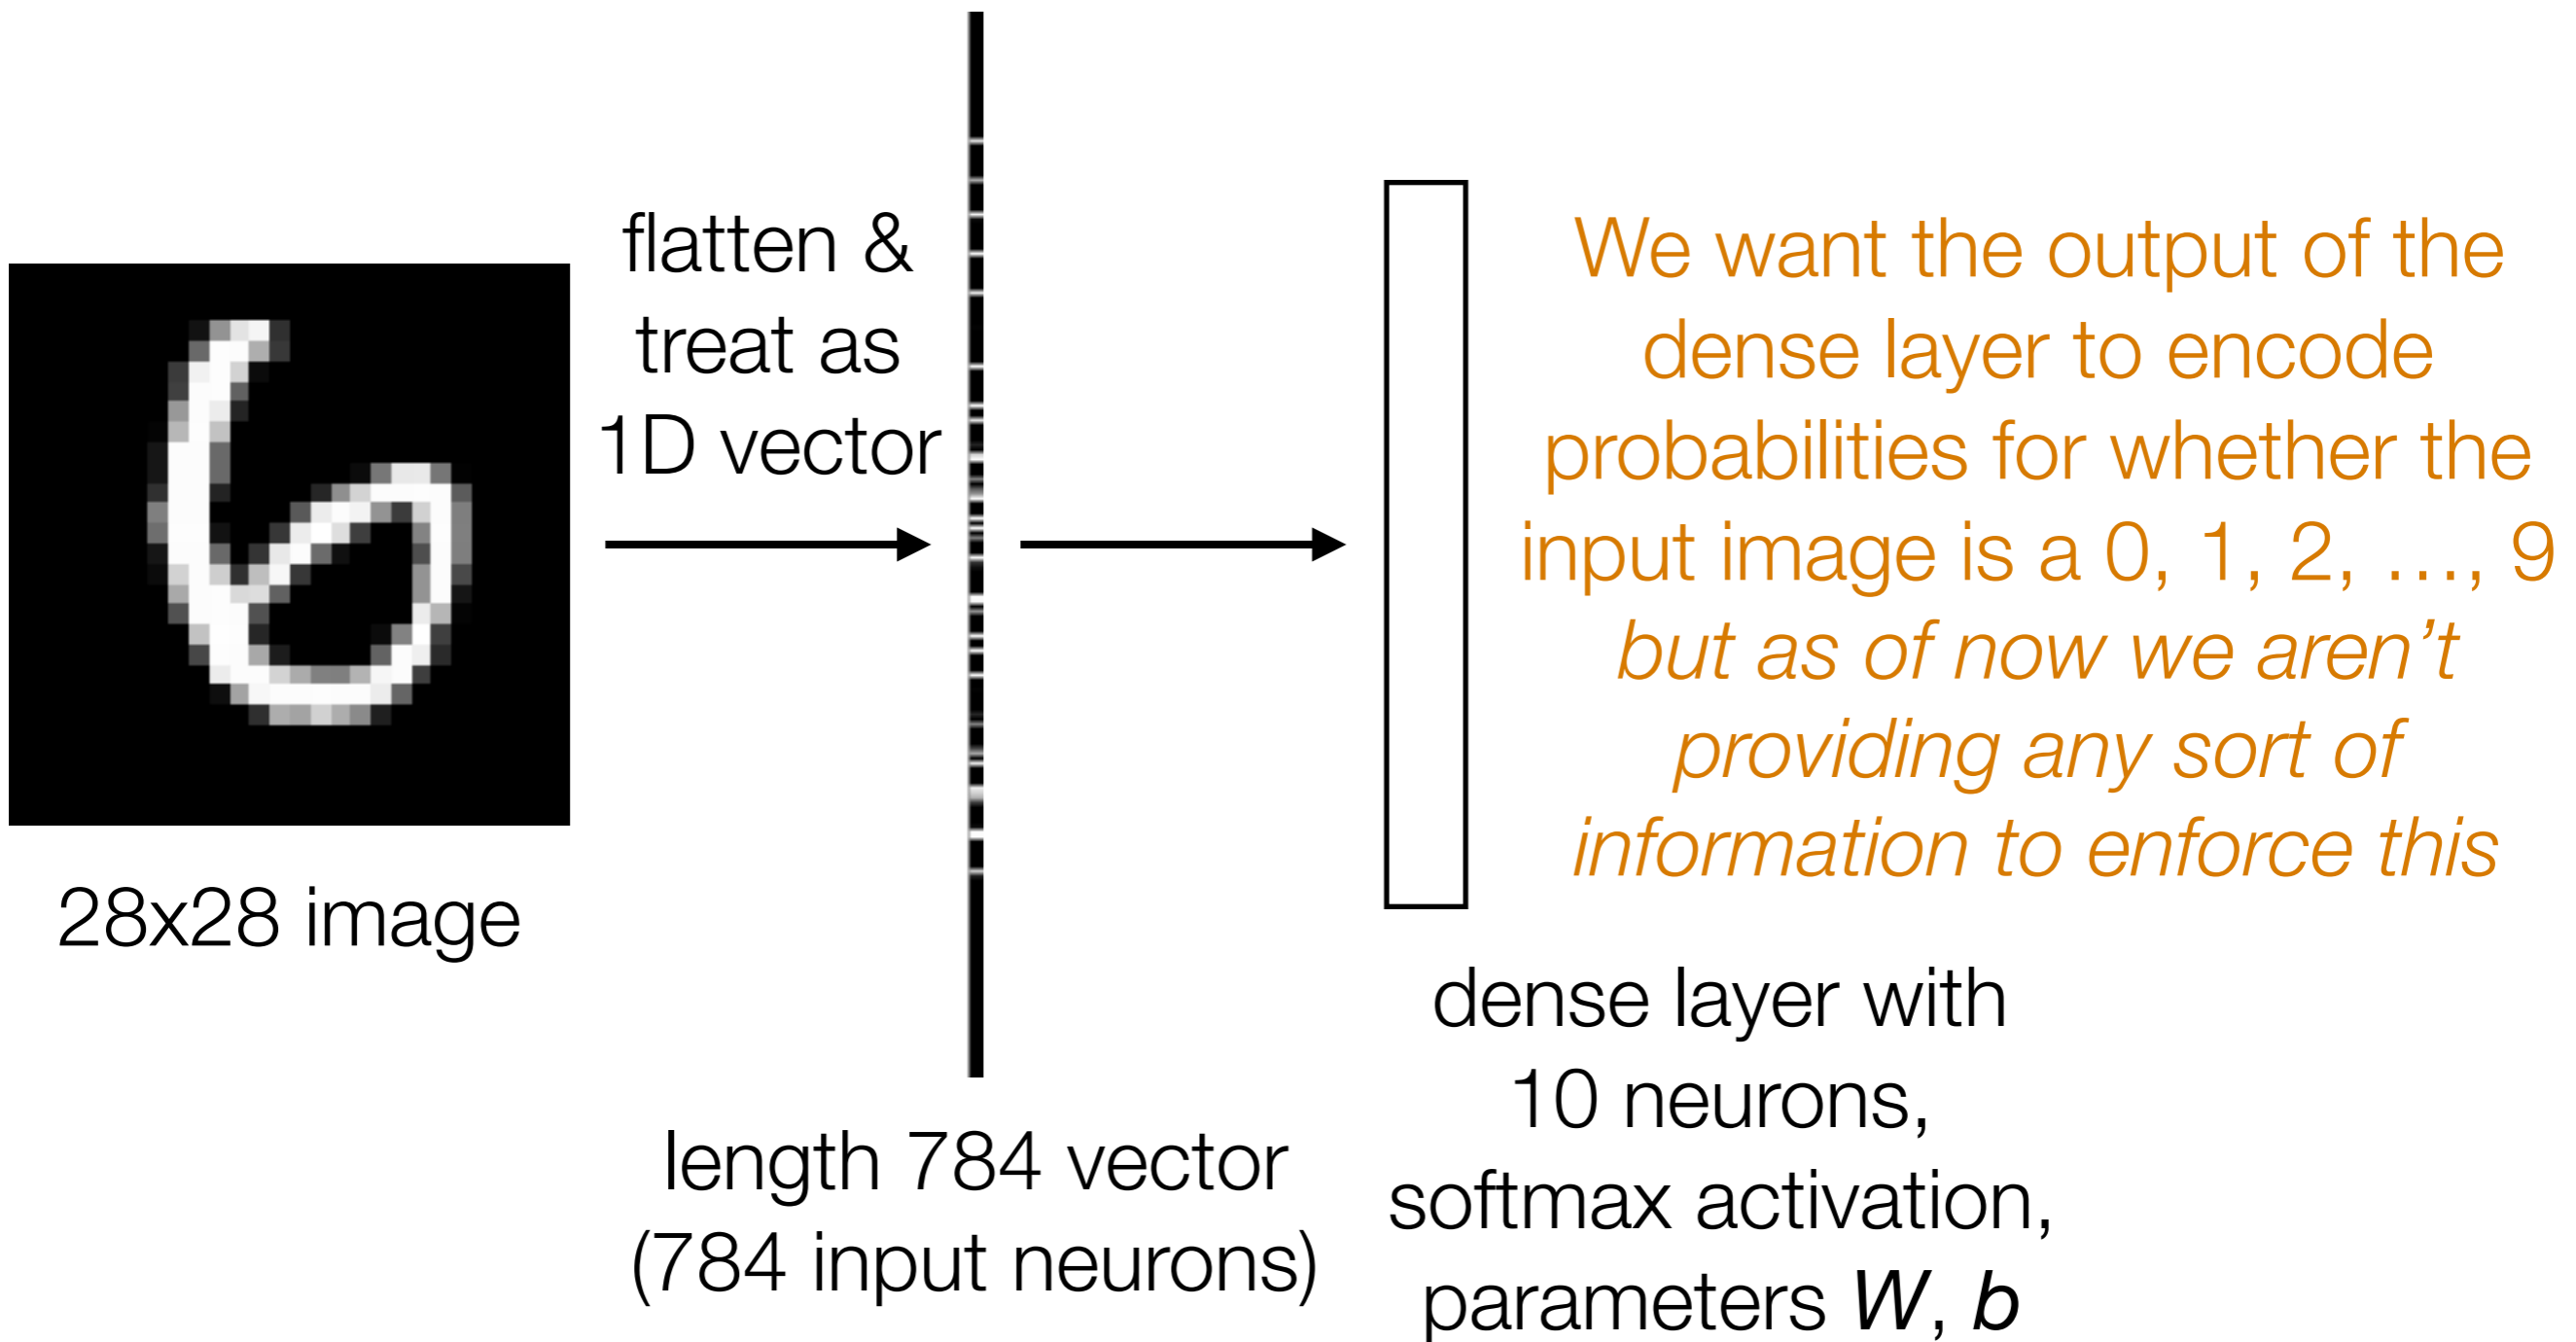 flatten &
treat as
1D vector
28x28 image
length 784 vector
(784 input neurons)
dense layer with
10 neurons,
softmax activation,
parameters W, b
We want the output of the
dense layer to encode
probabilities for whether the
input image is a 0, 1, 2, …, 9
but as of now we aren’t
providing any sort of
information to enforce this